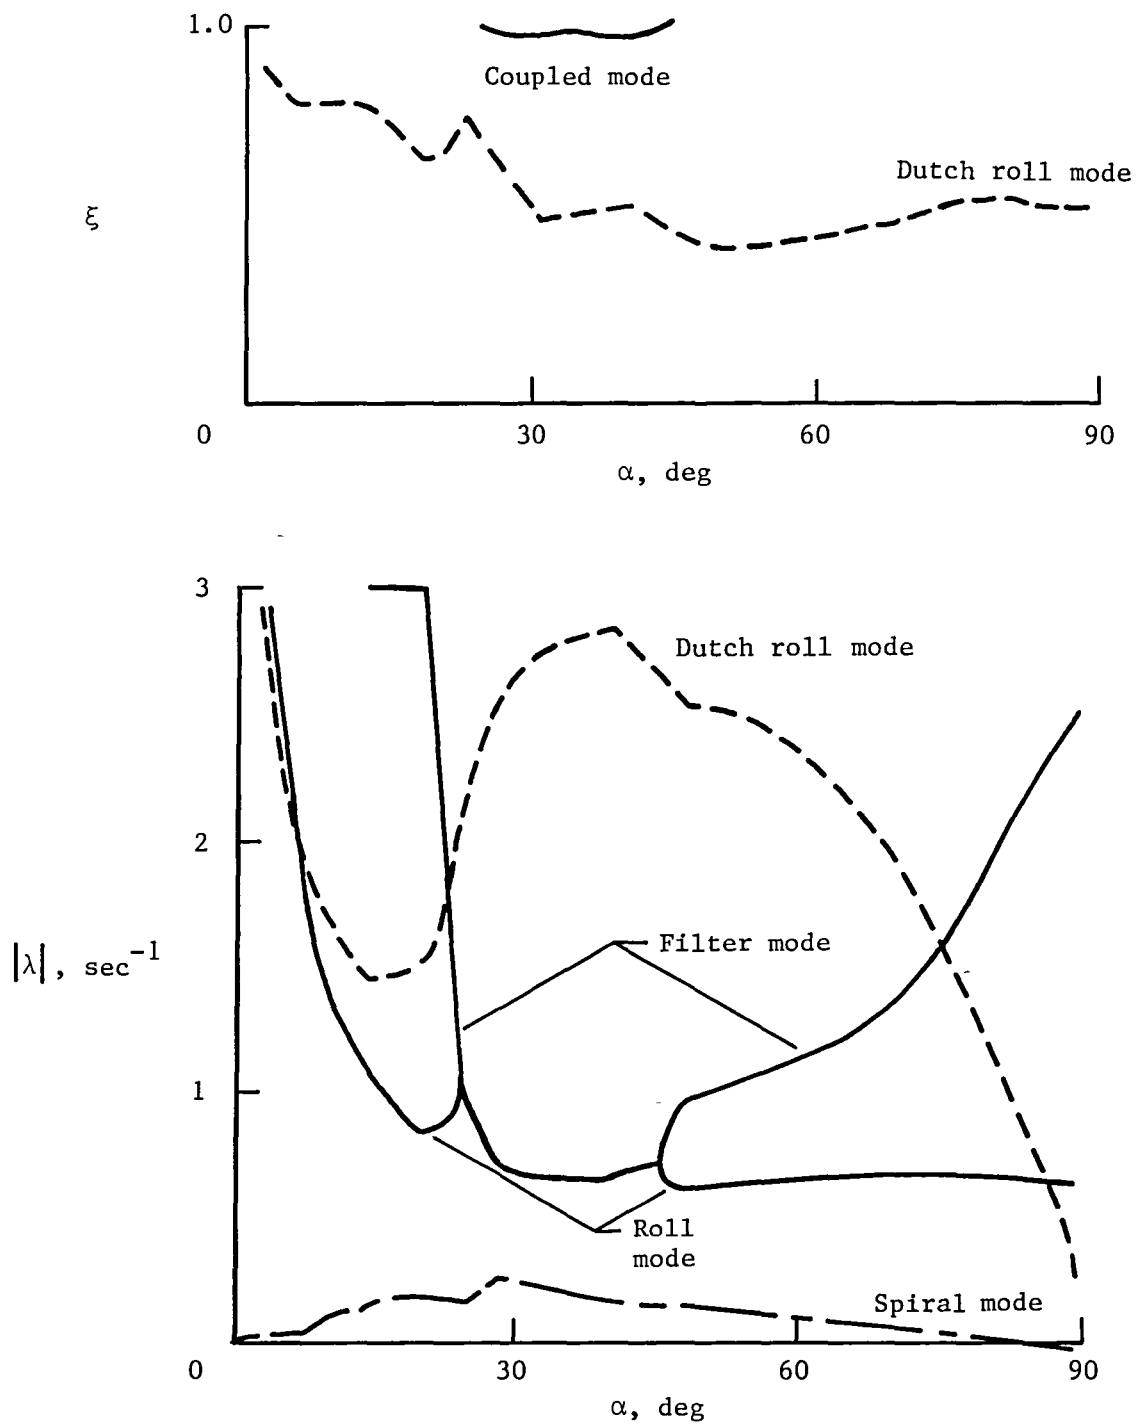 1.0
Coupled mode
Dutch roll mode
ξ
0 30 60 90
α, deg
3
Dutch roll mode
2
Filter mode
|λ|, sec⁻¹
1
Roll
mode
Spiral mode
0 30 60 90
α, deg